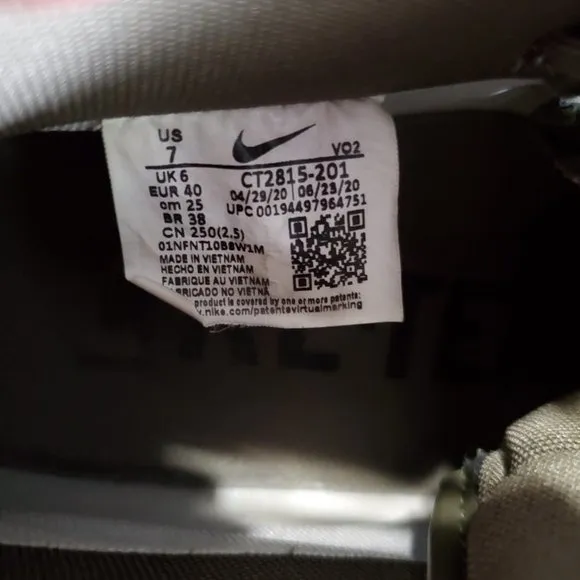 US
7
VO2
UK 6
EUR 40
cm 25
BR 38
CN 250(2.5)
CT2815-201
04/29/20 06/23/20
UPC 00194497964751
01NFNT10B8W1M
MADE IN VIETNAM
HECHO EN VIETNAM
FABRIQUE AU VIETNAM
BRICADO NO VIETNA
product is covered by one or more patents:
.nike.com/patentsvirtualmarking